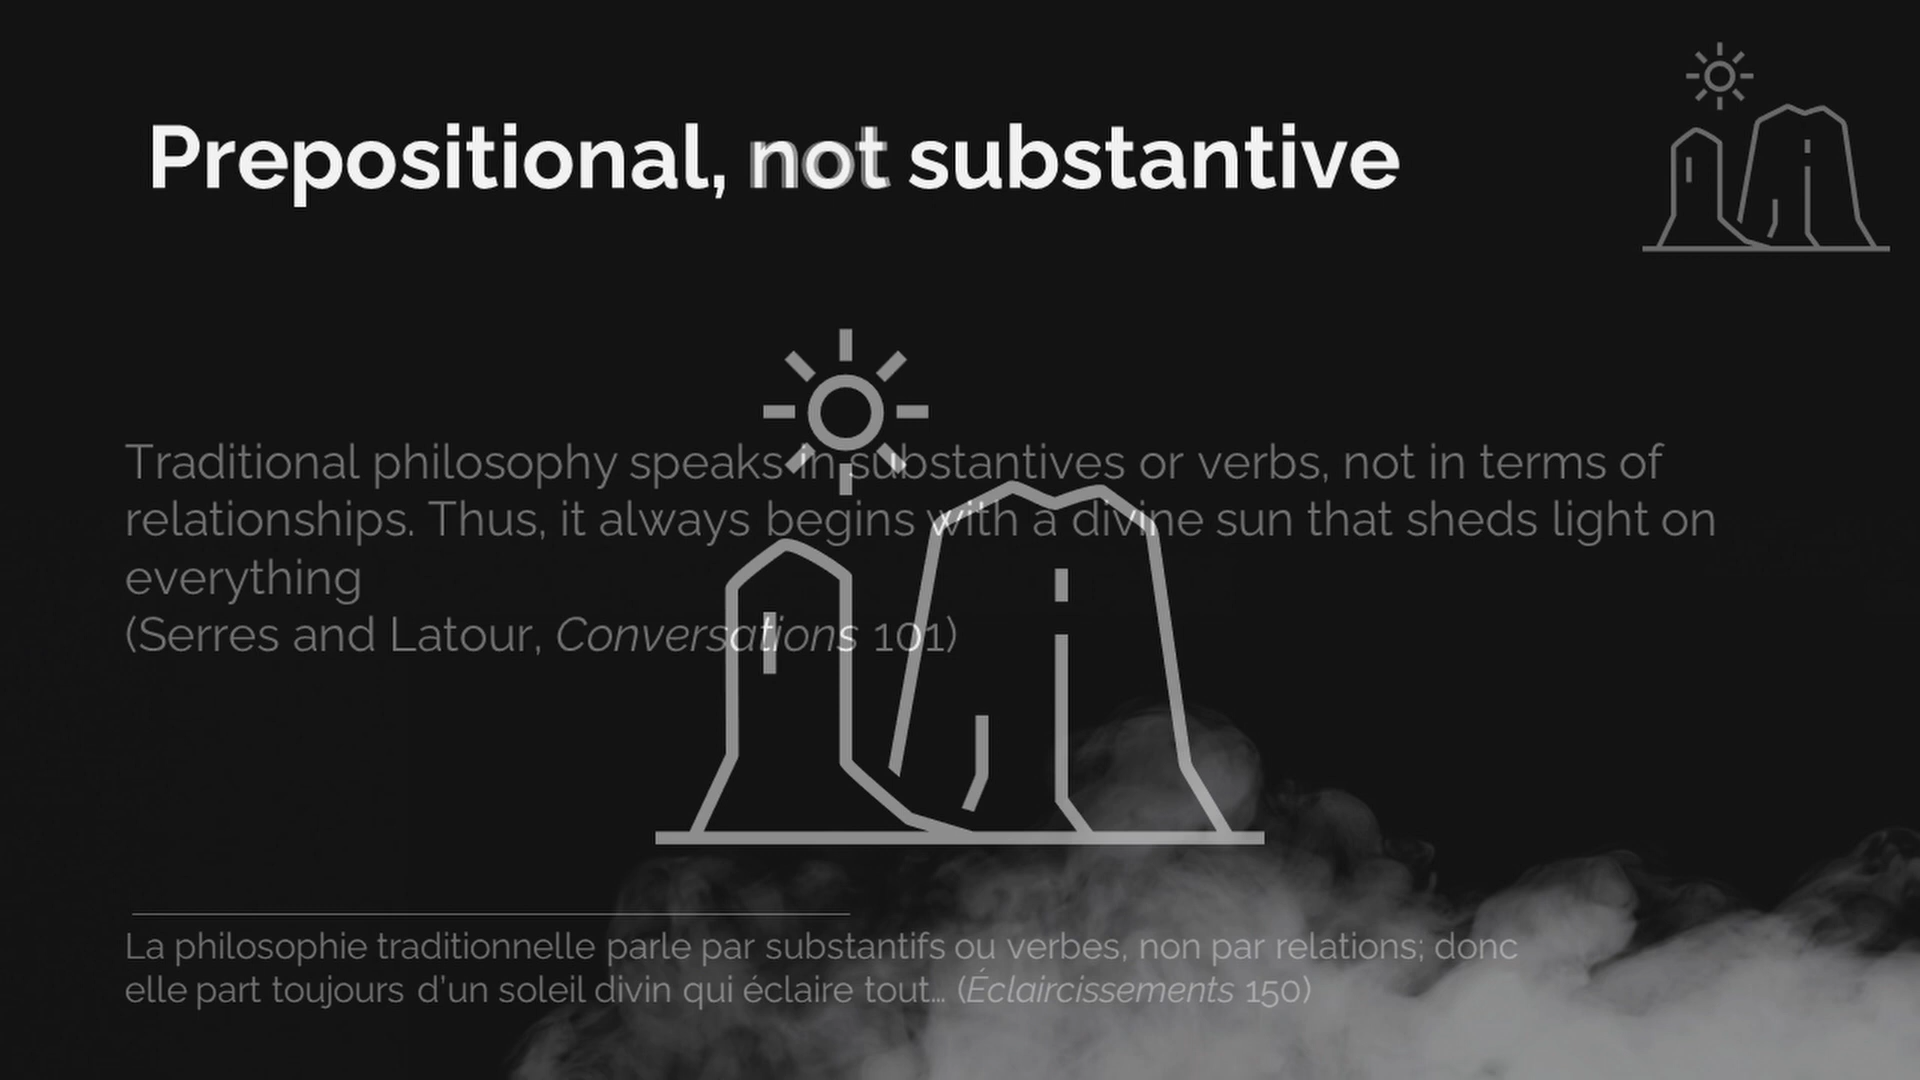 Prepositional, not substantive
Traditional philosophy speaks in substantives or verbs, not in terms of
relationships. Thus, it always begins with a divine sun that sheds light on
everything
(Serres and Latour, Conversations 101)
La philosophie traditionnelle parle par substantifs ou verbes, non par relations; donc
elle part toujours d’un soleil divin qui éclaire tout… (Éclaircissements 150)